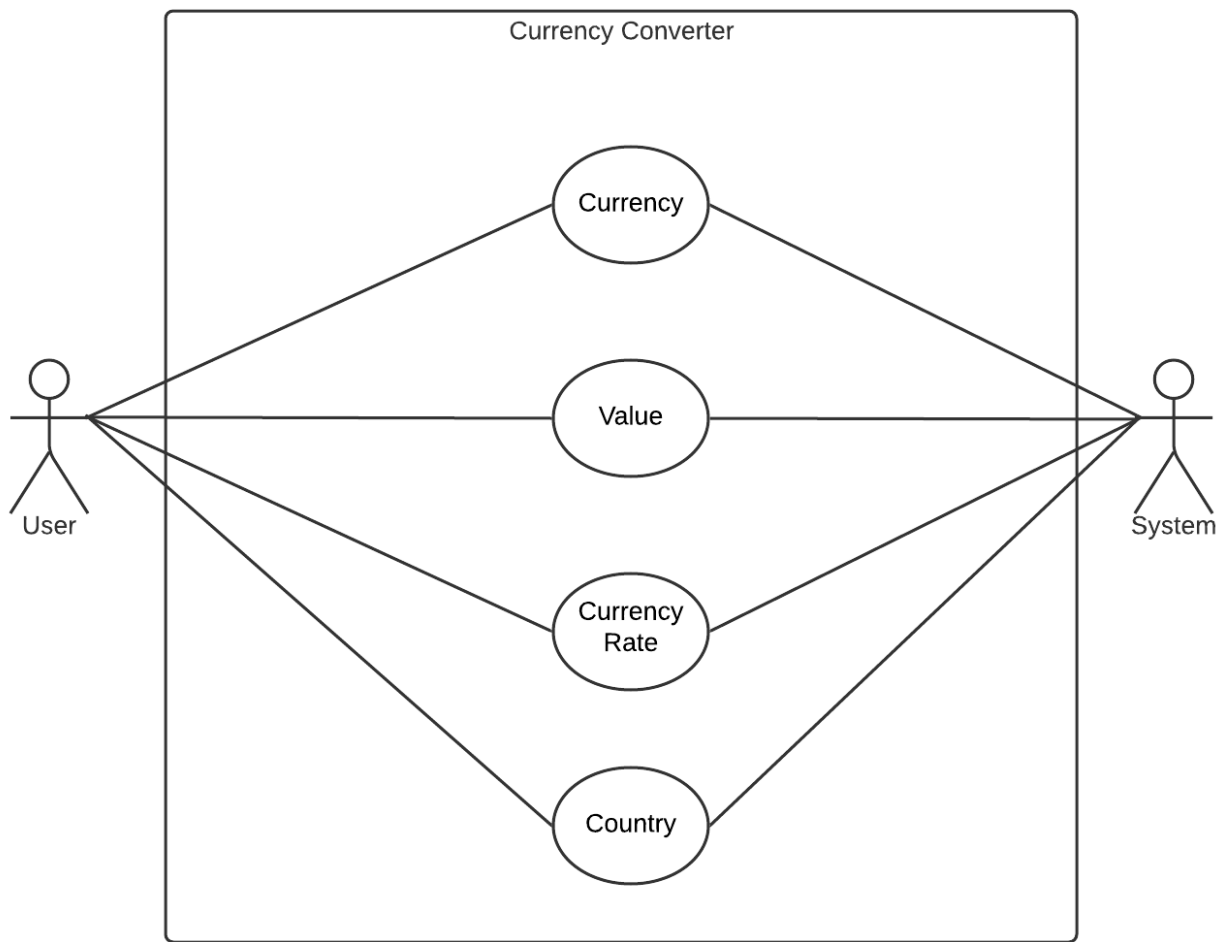 Currency Converter
Currency
Value
User
System
Currency
Rate
Country